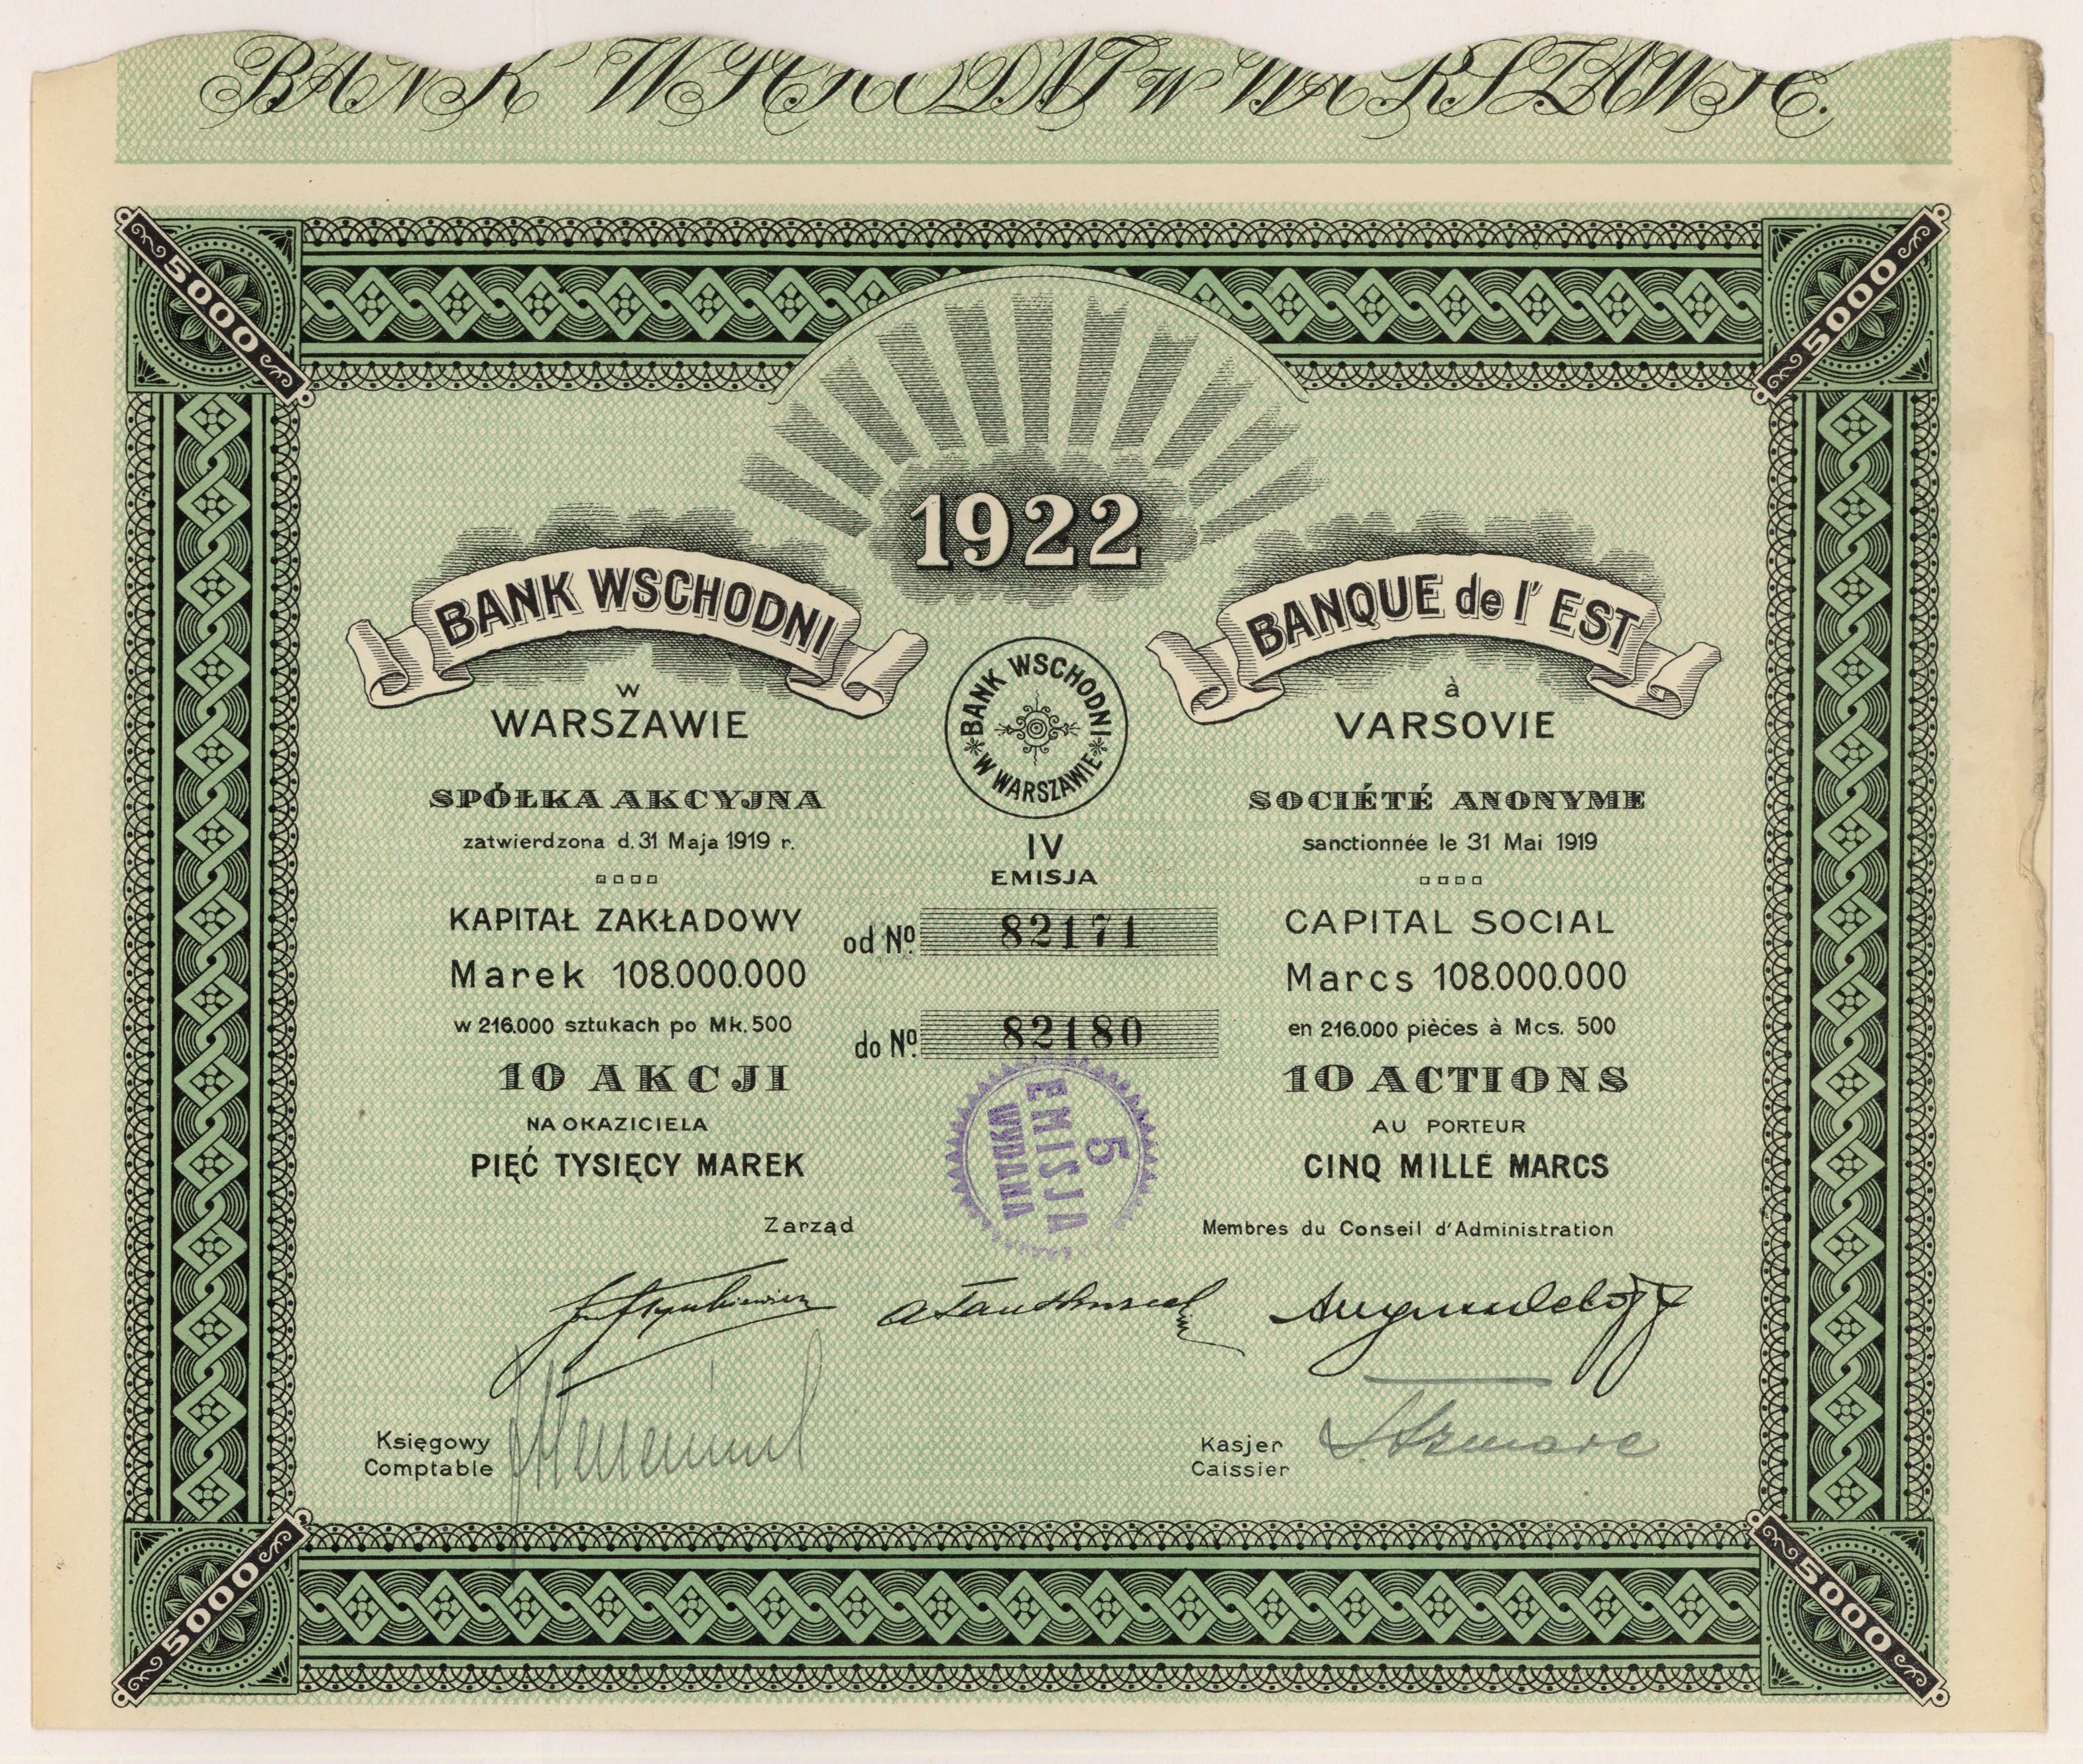 BANK WSCHODNI W WARSZAWIE.
5000
5000
1922
BANK WSCHODNI
w
WARSZAWIE
SPÓŁKA AKCYJNA
zatwierdzona d. 31 Maja 1919 r.
KAPITAŁ ZAKŁADOWY
Marek 108.000.000
w 216.000 sztukach po Mk. 500
10 AKCJI
NA OKAZICIELA
PIĘĆ TYSIĘCY MAREK
Zarząd
BANK WSCHODNI
W WARSZAWIE
IV
EMISJA
od № 82171
do № 82180
5
EMISJA
WYDANA
BANQUE de l' EST
à
VARSOVIE
SOCIÉTÉ ANONYME
sanctionnée le 31 Mai 1919
CAPITAL SOCIAL
Marcs 108.000.000
en 216.000 pièces à Mcs. 500
10 ACTIONS
AU PORTEUR
CINQ MILLE MARCS
Membres du Conseil d'Administration
Księgowy
Comptable
Kasjer
Caissier
5000
5000